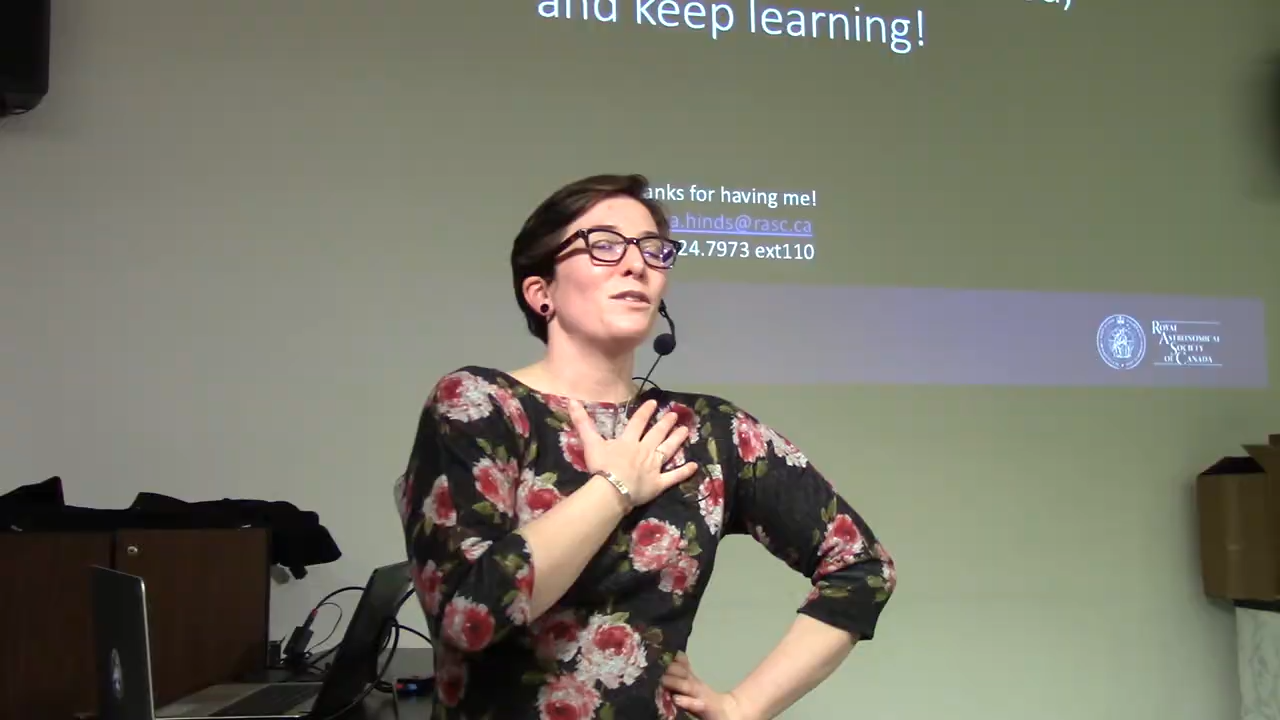 and keep learning!
anks for having me!
a.hinds@rasc.ca
24.7973 ext110
ROYAL
ASTRONOMICAL
SOCIETY
OF CANADA